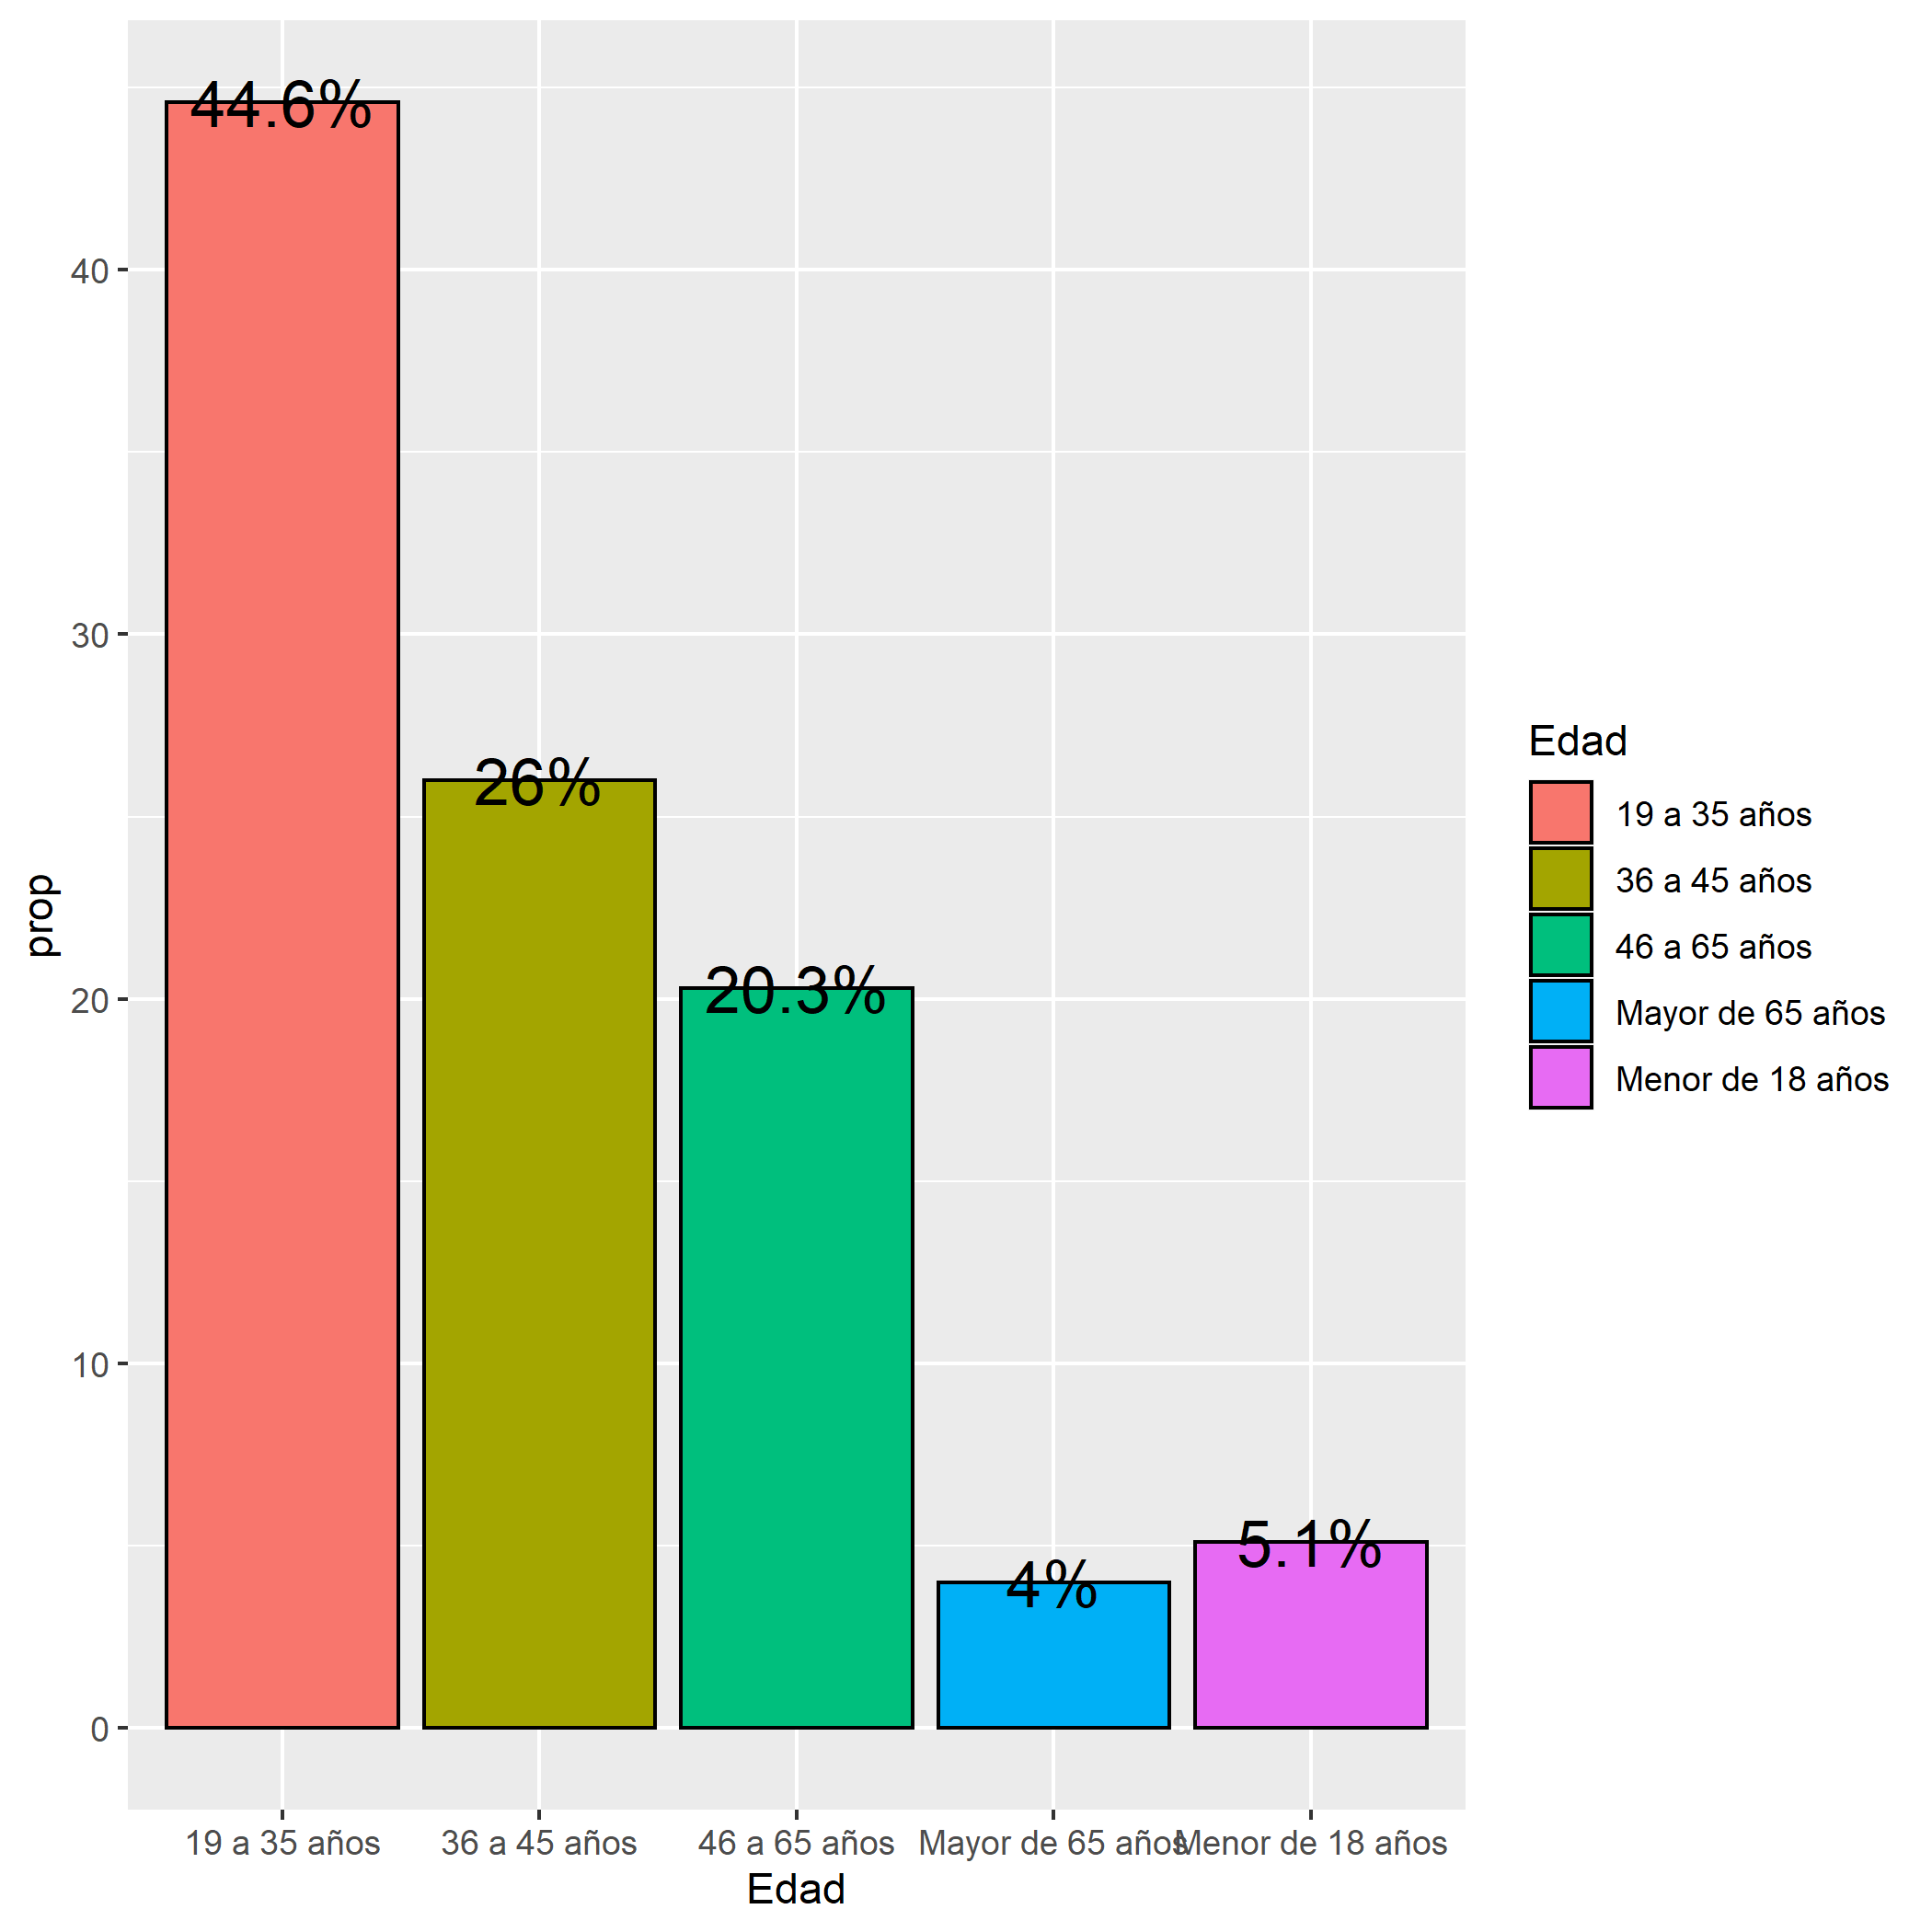 44.6%
26%
20.3%
4%
5.1%
40
30
20
10
0
prop
19 a 35 años
36 a 45 años
46 a 65 años
Mayor de 65 años
Menor de 18 años
Edad
Edad
19 a 35 años
36 a 45 años
46 a 65 años
Mayor de 65 años
Menor de 18 años